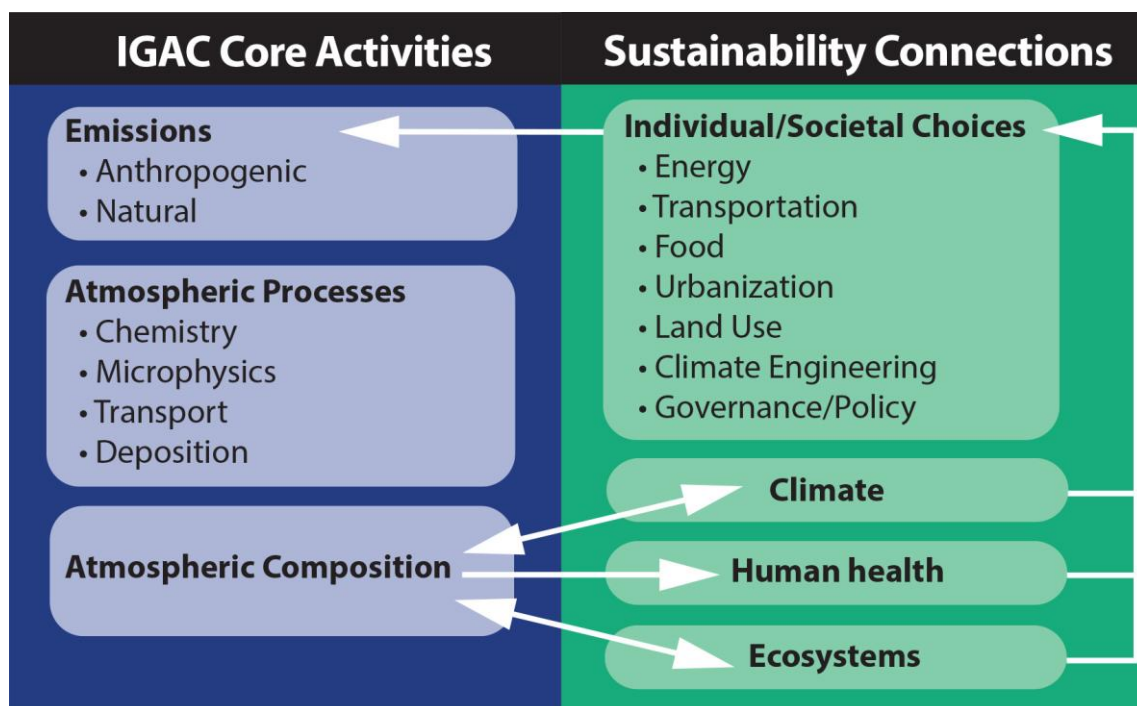 IGAC Core Activities
Emissions
• Anthropogenic
• Natural
Atmospheric Processes
• Chemistry
• Microphysics
• Transport
• Deposition
Atmospheric Composition
Sustainability Connections
Individual/Societal Choices
• Energy
• Transportation
• Food
• Urbanization
• Land Use
• Climate Engineering
• Governance/Policy
Climate
Human health
Ecosystems